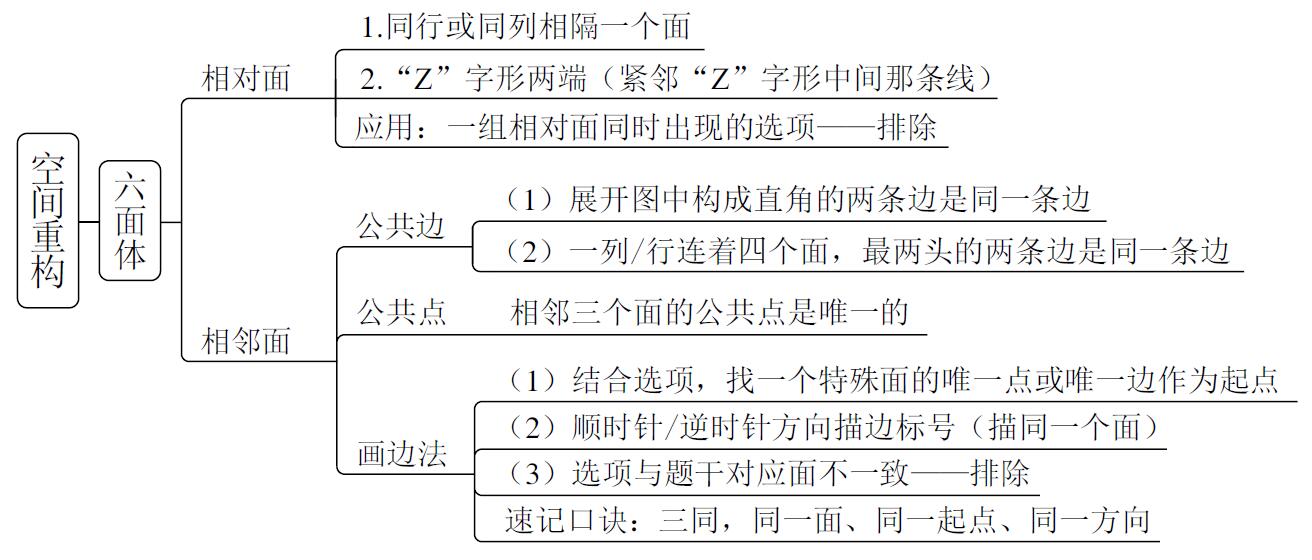 空间重构
六面体
相对面
1.同行或同列相隔一个面
2.“Z”字形两端（紧邻“Z”字形中间那条线）
应用：一组相对面同时出现的选项——排除
相邻面
公共边
（1）展开图中构成直角的两条边是同一条边
（2）一列/行连着四个面，最两头的两条边是同一条边
公共点
相邻三个面的公共点是唯一的
画边法
（1）结合选项，找一个特殊面的唯一点或唯一边作为起点
（2）顺时针/逆时针方向描边标号（描同一个面）
（3）选项与题干对应面不一致——排除
速记口诀：三同，同一面、同一起点、同一方向